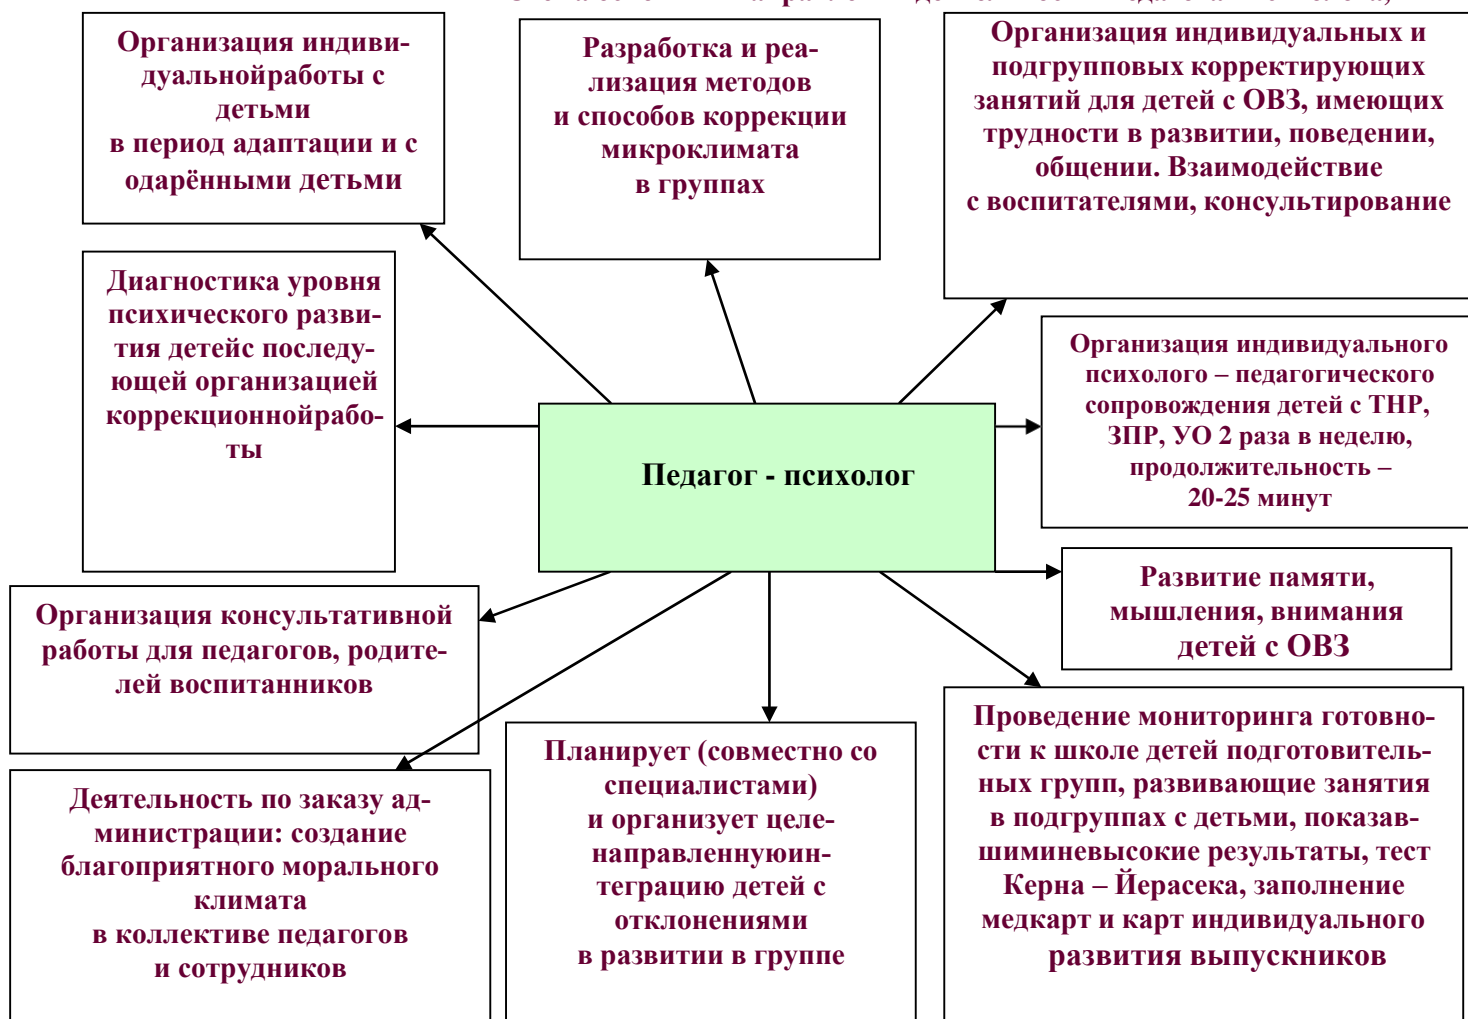 Организация индиви-
дуальнойработы с
детьми
в период адаптации и с
одарёнными детьми
Разработка и реа-
лизация методов
и способов коррекции
микроклимата
в группах
Организация индивидуальных и
подгрупповых корректирующих
занятий для детей с ОВЗ, имеющих
трудности в развитии, поведении,
общении. Взаимодействие
с воспитателями, консультирование
Диагностика уровня
психического разви-
тия детейс последу-
ющей организацией
коррекционнойрабо-
ты
Организация индивидуального
психолого – педагогического
сопровождения детей с ТНР,
ЗПР, УО 2 раза в неделю,
продолжительность –
20-25 минут
Педагог - психолог
Развитие памяти,
мышления, внимания
детей с ОВЗ
Организация консультативной
работы для педагогов, родите-
лей воспитанников
Деятельность по заказу ад-
министрации: создание
благоприятного морального
климата
в коллективе педагогов
и сотрудников
Планирует (совместно со
специалистами)
и организует целе-
направленнуюин-
теграцию детей с
отклонениями
в развитии в группе
Проведение мониторинга готовно-
сти к школе детей подготовитель-
ных групп, развивающие занятия
в подгруппах с детьми, показав-
шиминевысокие результаты, тест
Керна – Йерасека, заполнение
медкарт и карт индивидуального
развития выпускников